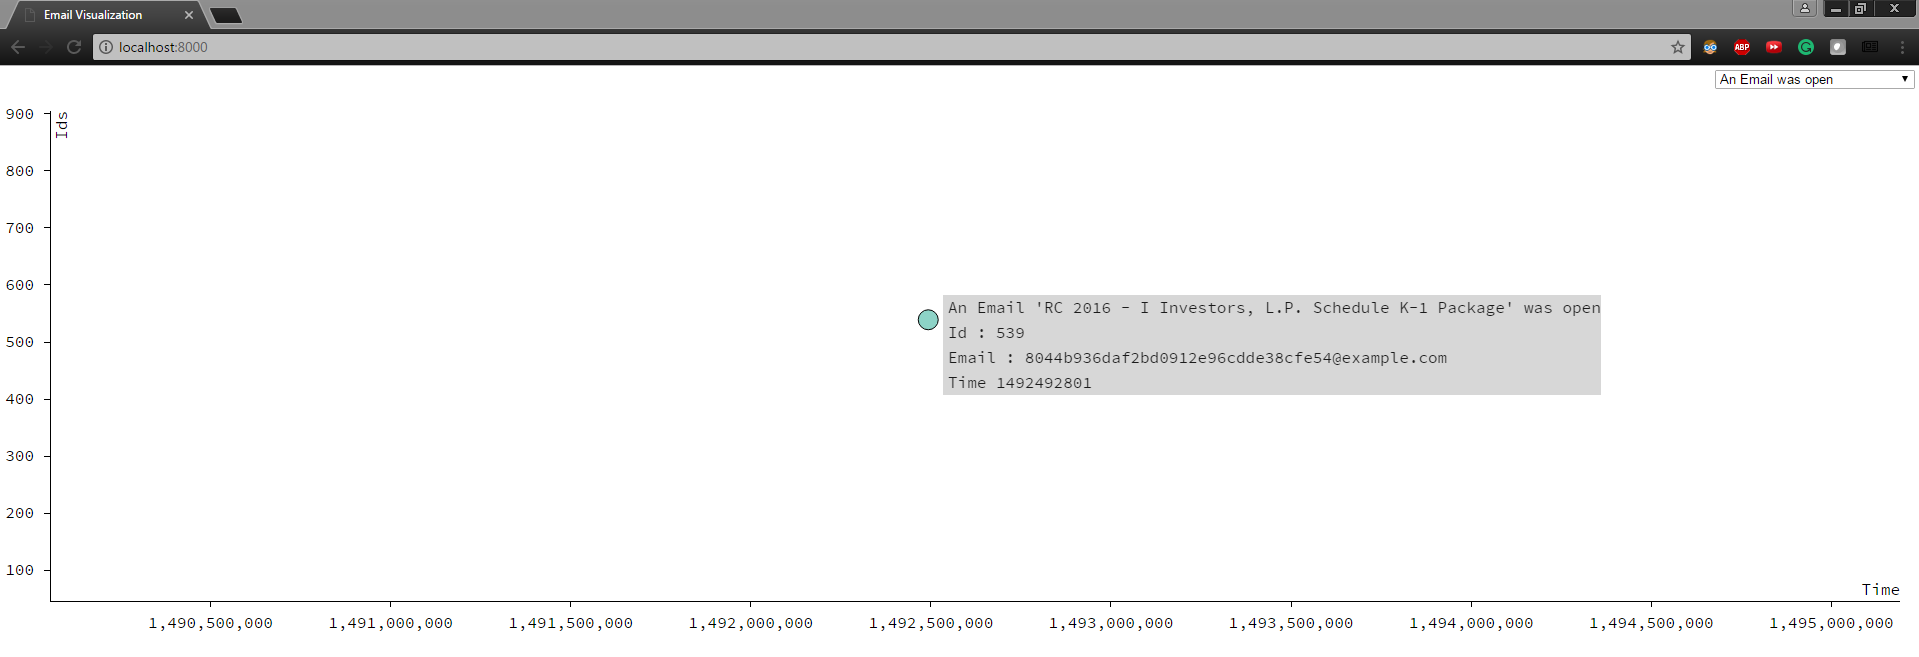 Email Visualization
localhost:8000
ABP
An Email was open
Ids
900
800
700
600
500
400
300
200
100
An Email 'RC 2016 - I Investors, L.P. Schedule K-1 Package' was open
Id : 539
Email : 8044b936daf2bd0912e96cdde38cfe54@example.com
Time 1492492801
Time
1,490,500,000 1,491,000,000 1,491,500,000 1,492,000,000 1,492,500,000 1,493,000,000 1,493,500,000 1,494,000,000 1,494,500,000 1,495,000,000